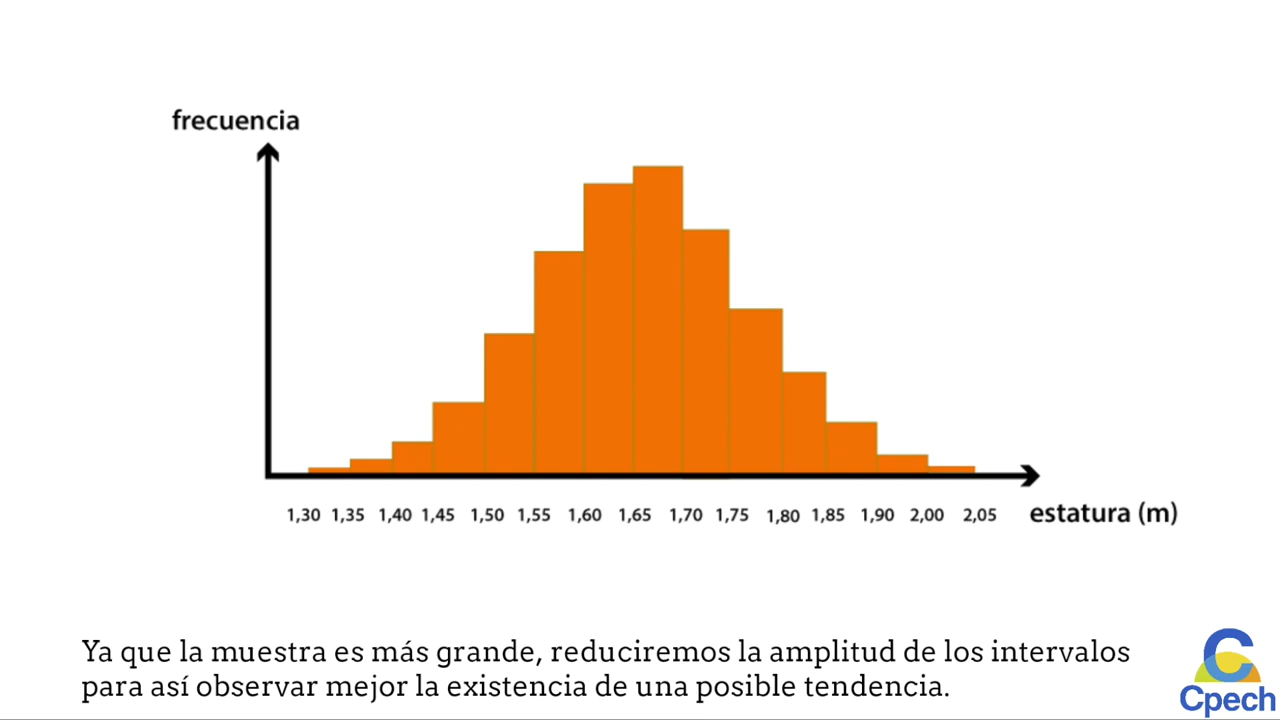 frecuencia
1,30 1,35 1,40 1,45 1,50 1,55 1,60 1,65 1,70 1,75 1,80 1,85 1,90 2,00 2,05 estatura (m)
Ya que la muestra es más grande, reduciremos la amplitud de los intervalos
para así observar mejor la existencia de una posible tendencia.
Cpech